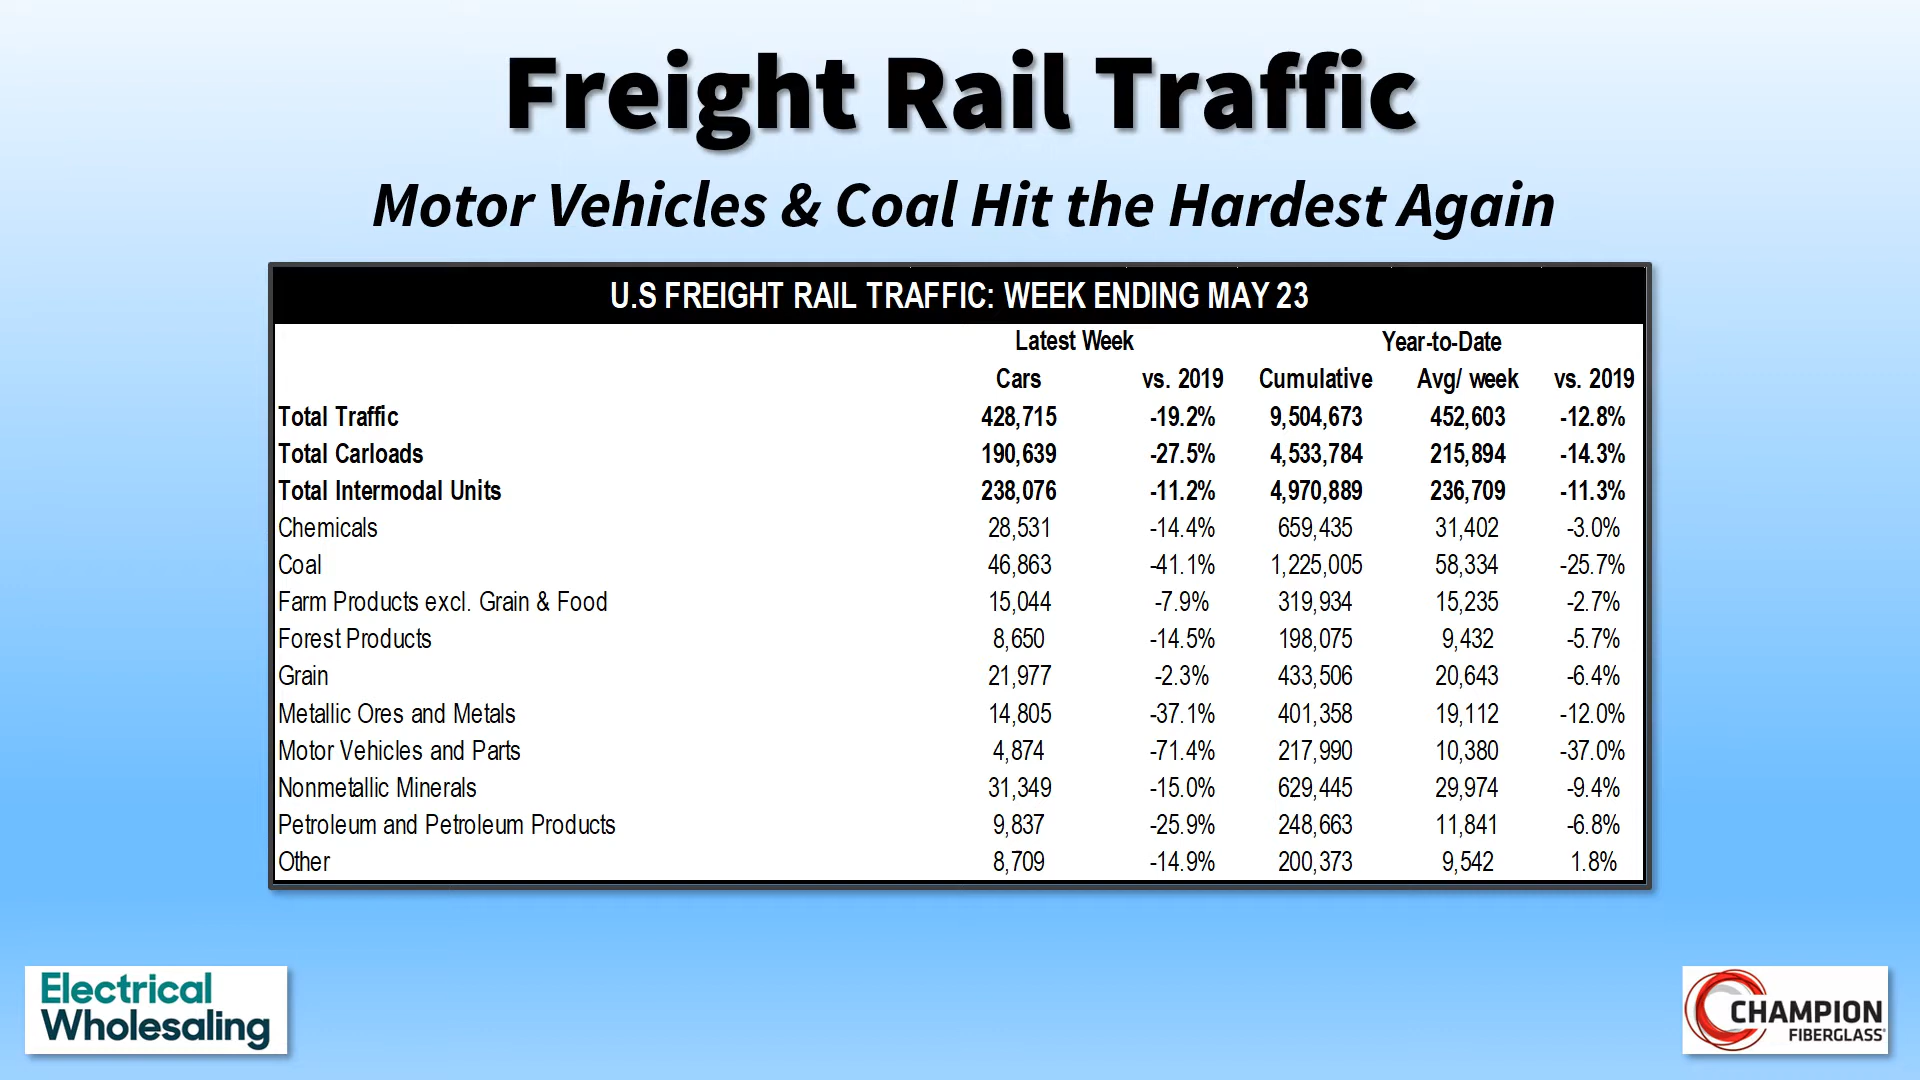 Freight Rail Traffic
Motor Vehicles & Coal Hit the Hardest Again
U.S FREIGHT RAIL TRAFFIC: WEEK ENDING MAY 23
Latest Week Year-to-Date
Cars vs. 2019 Cumulative Avg/ week vs. 2019
Total Traffic 428,715 -19.2% 9,504,673 452,603 -12.8%
Total Carloads 190,639 -27.5% 4,533,784 215,894 -14.3%
Total Intermodal Units 238,076 -11.2% 4,970,889 236,709 -11.3%
Chemicals 28,531 -14.4% 659,435 31,402 -3.0%
Coal 46,863 -41.1% 1,225,005 58,334 -25.7%
Farm Products excl. Grain & Food 15,044 -7.9% 319,934 15,235 -2.7%
Forest Products 8,650 -14.5% 198,075 9,432 -5.7%
Grain 21,977 -2.3% 433,506 20,643 -6.4%
Metallic Ores and Metals 14,805 -37.1% 401,358 19,112 -12.0%
Motor Vehicles and Parts 4,874 -71.4% 217,990 10,380 -37.0%
Nonmetallic Minerals 31,349 -15.0% 629,445 29,974 -9.4%
Petroleum and Petroleum Products 9,837 -25.9% 248,663 11,841 -6.8%
Other 8,709 -14.9% 200,373 9,542 1.8%
Electrical
Wholesaling
CHAMPION
FIBERGLASS®